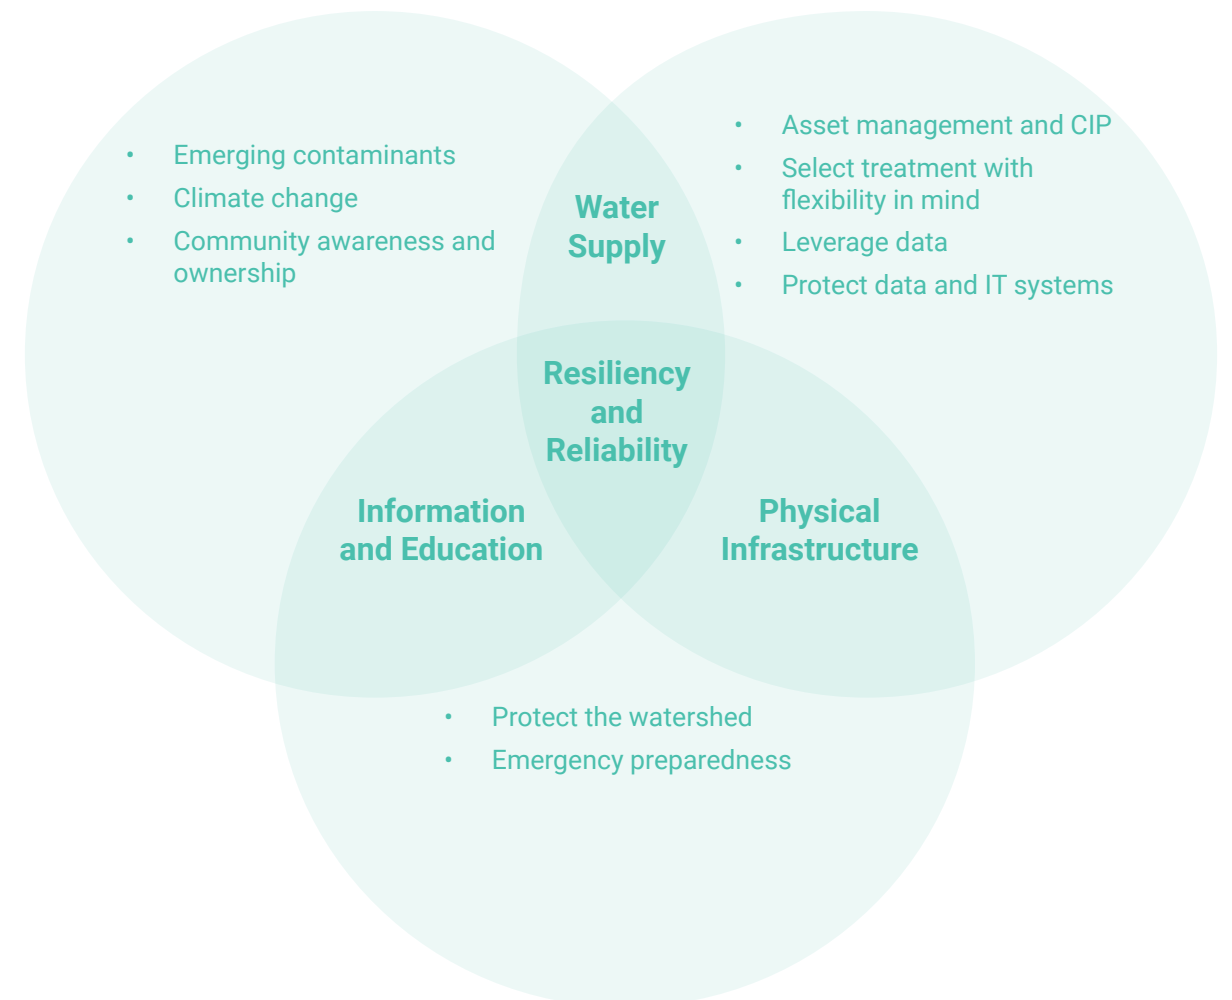 • Emerging contaminants
• Climate change
• Community awareness and
ownership
Water
Supply
• Asset management and CIP
• Select treatment with
flexibility in mind
• Leverage data
• Protect data and IT systems
Resiliency
and
Reliability
Information
and Education
Physical
Infrastructure
• Protect the watershed
• Emergency preparedness